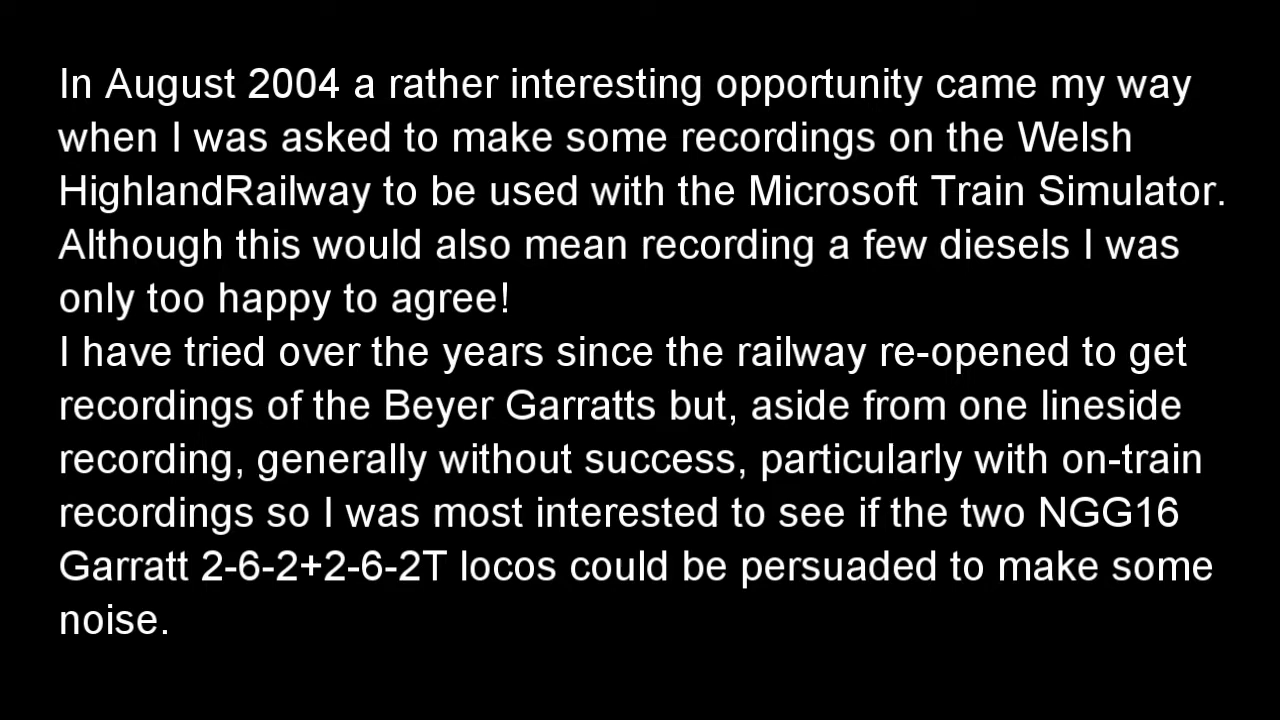 In August 2004 a rather interesting opportunity came my way
when I was asked to make some recordings on the Welsh
HighlandRailway to be used with the Microsoft Train Simulator.
Although this would also mean recording a few diesels I was
only too happy to agree!
I have tried over the years since the railway re-opened to get
recordings of the Beyer Garratts but, aside from one lineside
recording, generally without success, particularly with on-train
recordings so I was most interested to see if the two NGG16
Garratt 2-6-2+2-6-2T locos could be persuaded to make some
noise.